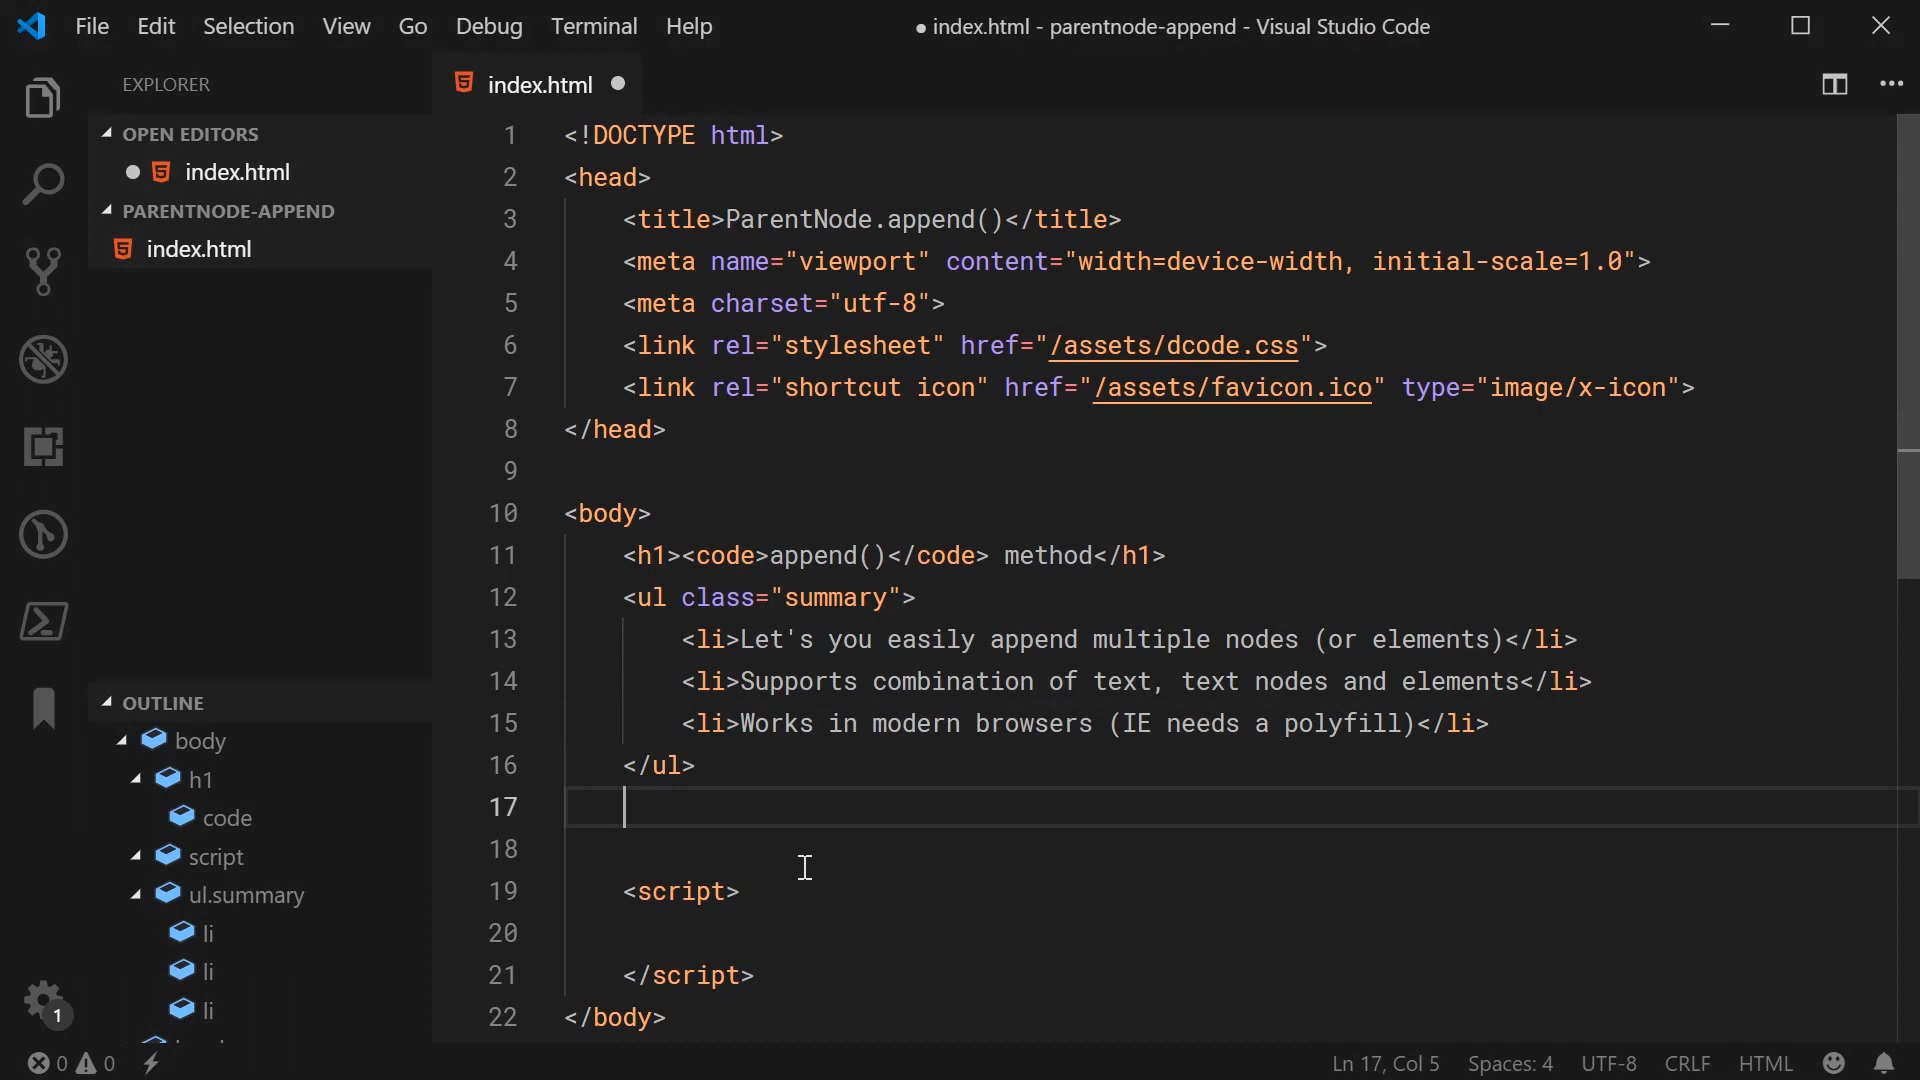 File Edit Selection View Go Debug Terminal Help
● index.html - parentnode-append - Visual Studio Code
EXPLORER
OPEN EDITORS
index.html
PARENTNODE-APPEND
index.html
OUTLINE
body
h1
code
script
ul.summary
li
li
li
1
index.html
1 <!DOCTYPE html>
2 <head>
3     <title>ParentNode.append()</title>
4     <meta name="viewport" content="width=device-width, initial-scale=1.0">
5     <meta charset="utf-8">
6     <link rel="stylesheet" href="/assets/dcode.css">
7     <link rel="shortcut icon" href="/assets/favicon.ico" type="image/x-icon">
8 </head>
9
10 <body>
11     <h1><code>append()</code> method</h1>
12     <ul class="summary">
13         <li>Let's you easily append multiple nodes (or elements)</li>
14         <li>Supports combination of text, text nodes and elements</li>
15         <li>Works in modern browsers (IE needs a polyfill)</li>
16     </ul>
17
18
19     <script>
20
21     </script>
22 </body>
0 0
Ln 17, Col 5 Spaces: 4 UTF-8 CRLF HTML